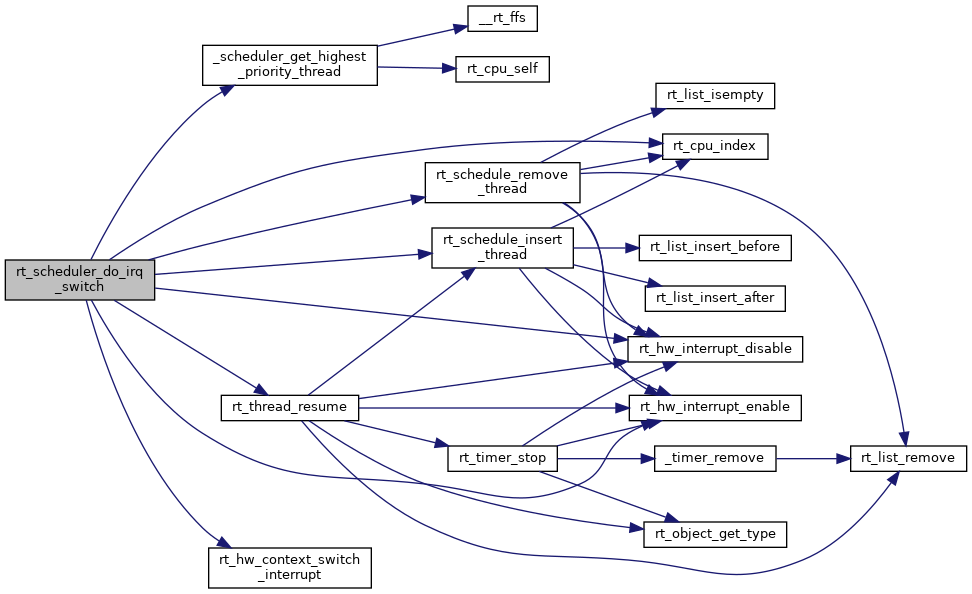 __rt_ffs
_scheduler_get_highest
_priority_thread
rt_cpu_self
rt_list_isempty
rt_cpu_index
rt_schedule_remove
_thread
rt_schedule_insert
_thread
rt_list_insert_before
rt_scheduler_do_irq
_switch
rt_list_insert_after
rt_hw_interrupt_disable
rt_thread_resume
rt_hw_interrupt_enable
rt_timer_stop
_timer_remove
rt_list_remove
rt_object_get_type
rt_hw_context_switch
_interrupt